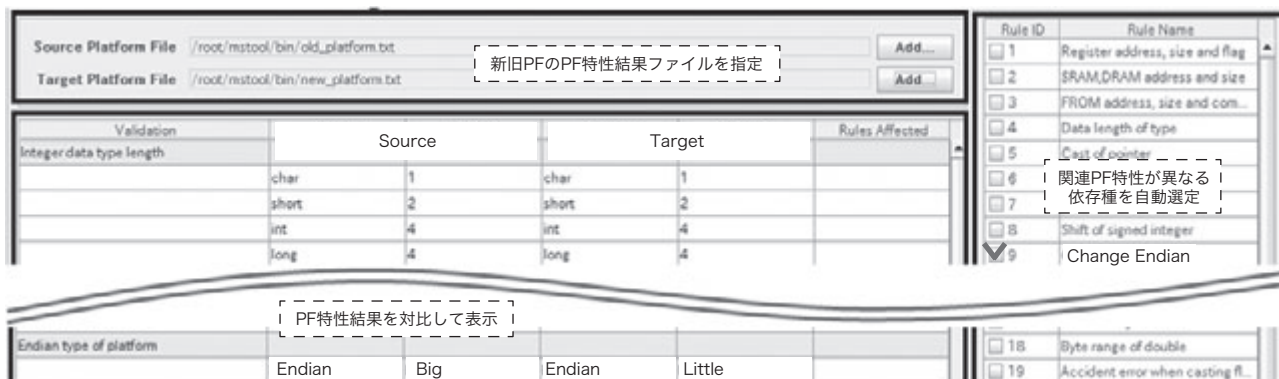 Source Platform File /root/mstool/bin/old_platform.txt Add...
Target Platform File /root/mstool/bin/new_platform.txt Add...
新旧PFのPF特性結果ファイルを指定
Validation Source Target Rules Affected
Integer data type length
char 1 char 1
short 2 short 2
int 4 int 4
long 4 long 4
PF特性結果を対比して表示
Endian type of platform
Endian Big Endian Little
Rule ID Rule Name
1 Register address, size and flag
2 SRAM,DRAM address and size
3 FROM address, size and com...
4 Data length of type
5 Cast of pointer
6
7
関連PF特性が異なる
依存種を自動選定
8 Shift of signed integer
9 Change Endian
18 Byte range of double
19 Accident error when casting fl...